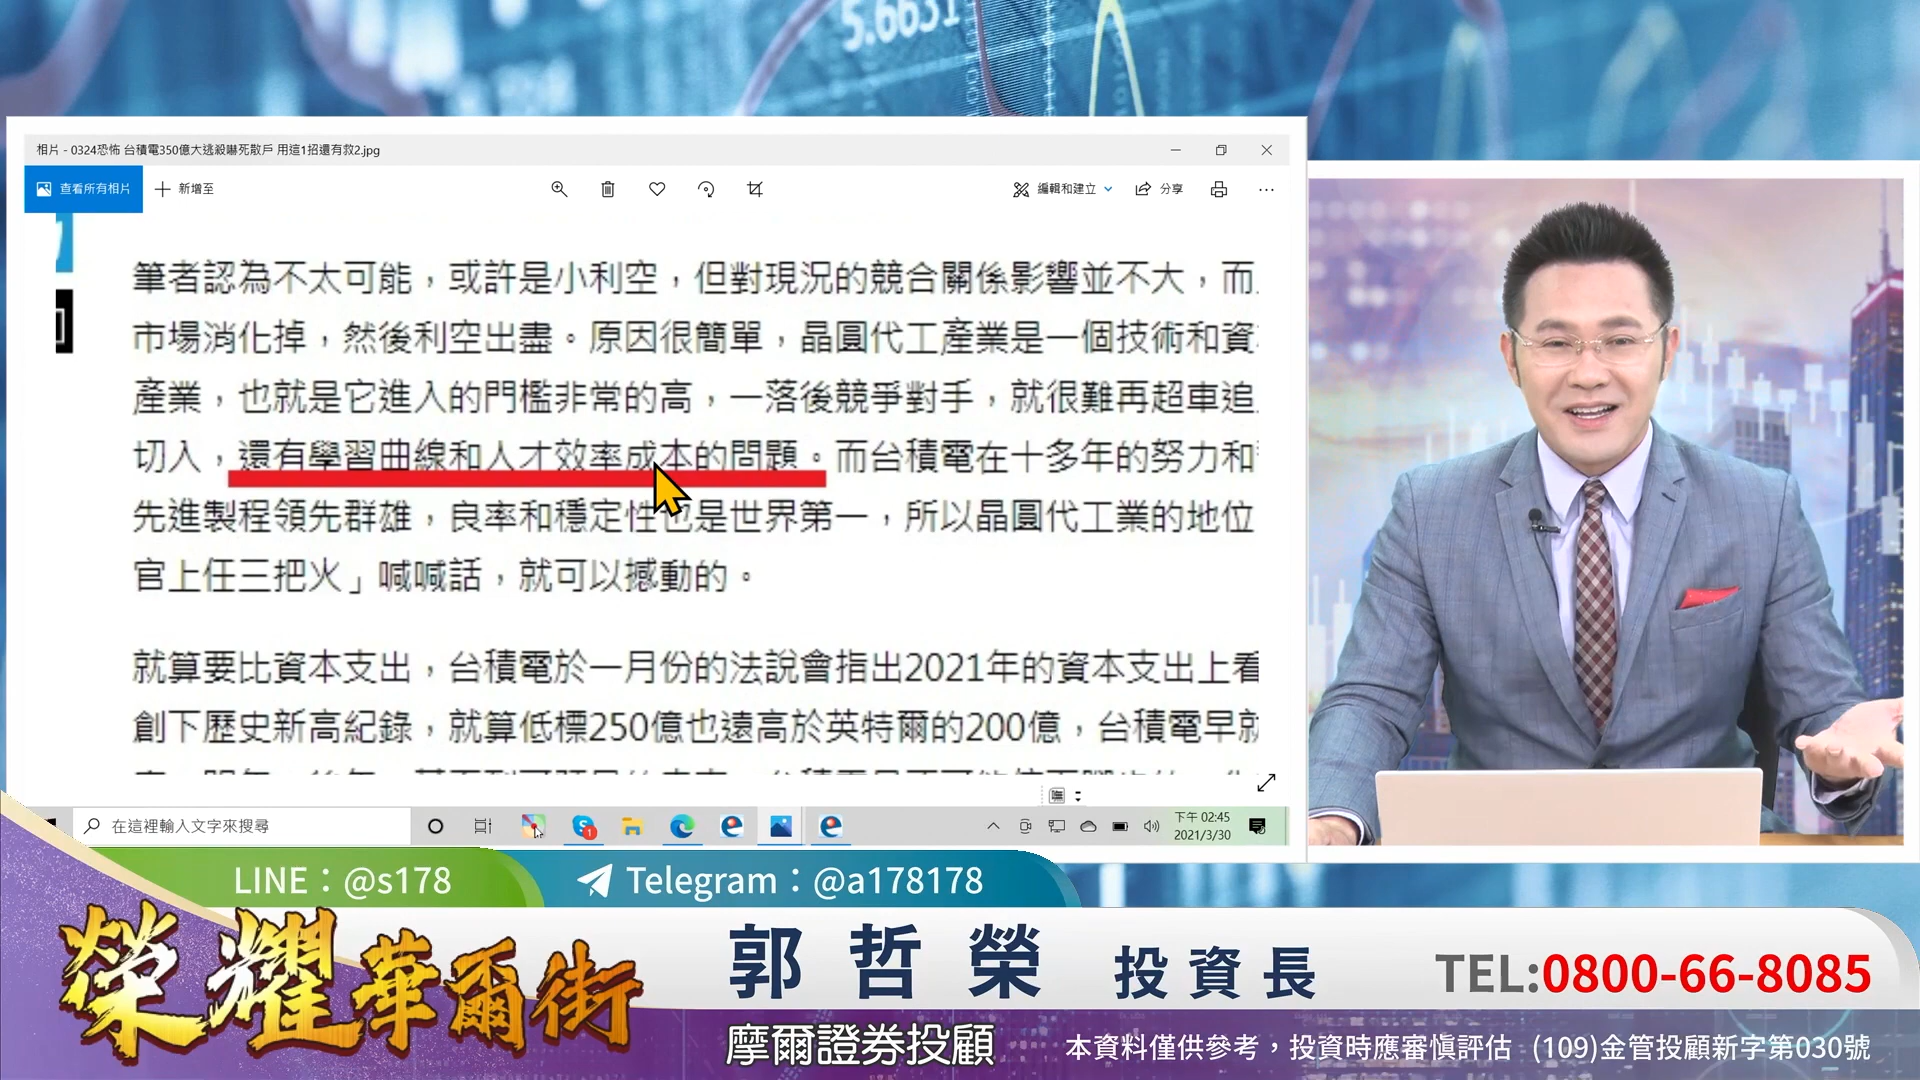 5.6631
相片 - 0324恐怖 台積電350億大逃殺嚇死散戶 用這1招還有救2.jpg
查看所有相片
新增至
編輯和建立
分享
筆者認為不太可能，或許是小利空，但對現況的競合關係影響並不大，而
市場消化掉，然後利空出盡。原因很簡單，晶圓代工產業是一個技術和資
產業，也就是它進入的門檻非常的高，一落後競爭對手，就很難再超車追
切入，還有學習曲線和人才效率成本的問題。而台積電在十多年的努力和
先進製程領先群雄，良率和穩定性也是世界第一，所以晶圓代工業的地位
官上任三把火」喊喊話，就可以撼動的。
就算要比資本支出，台積電於一月份的法說會指出2021年的資本支出上看
創下歷史新高紀錄，就算低標250億也遠高於英特爾的200億，台積電早就
在這裡輸入文字來搜尋
1
下午 02:45
2021/3/30
LINE：@s178
Telegram：@a178178
榮耀華爾街
郭哲榮 投資長
TEL:0800-66-8085
摩爾證券投顧
本資料僅供參考，投資時應審慎評估 (109)金管投顧新字第030號